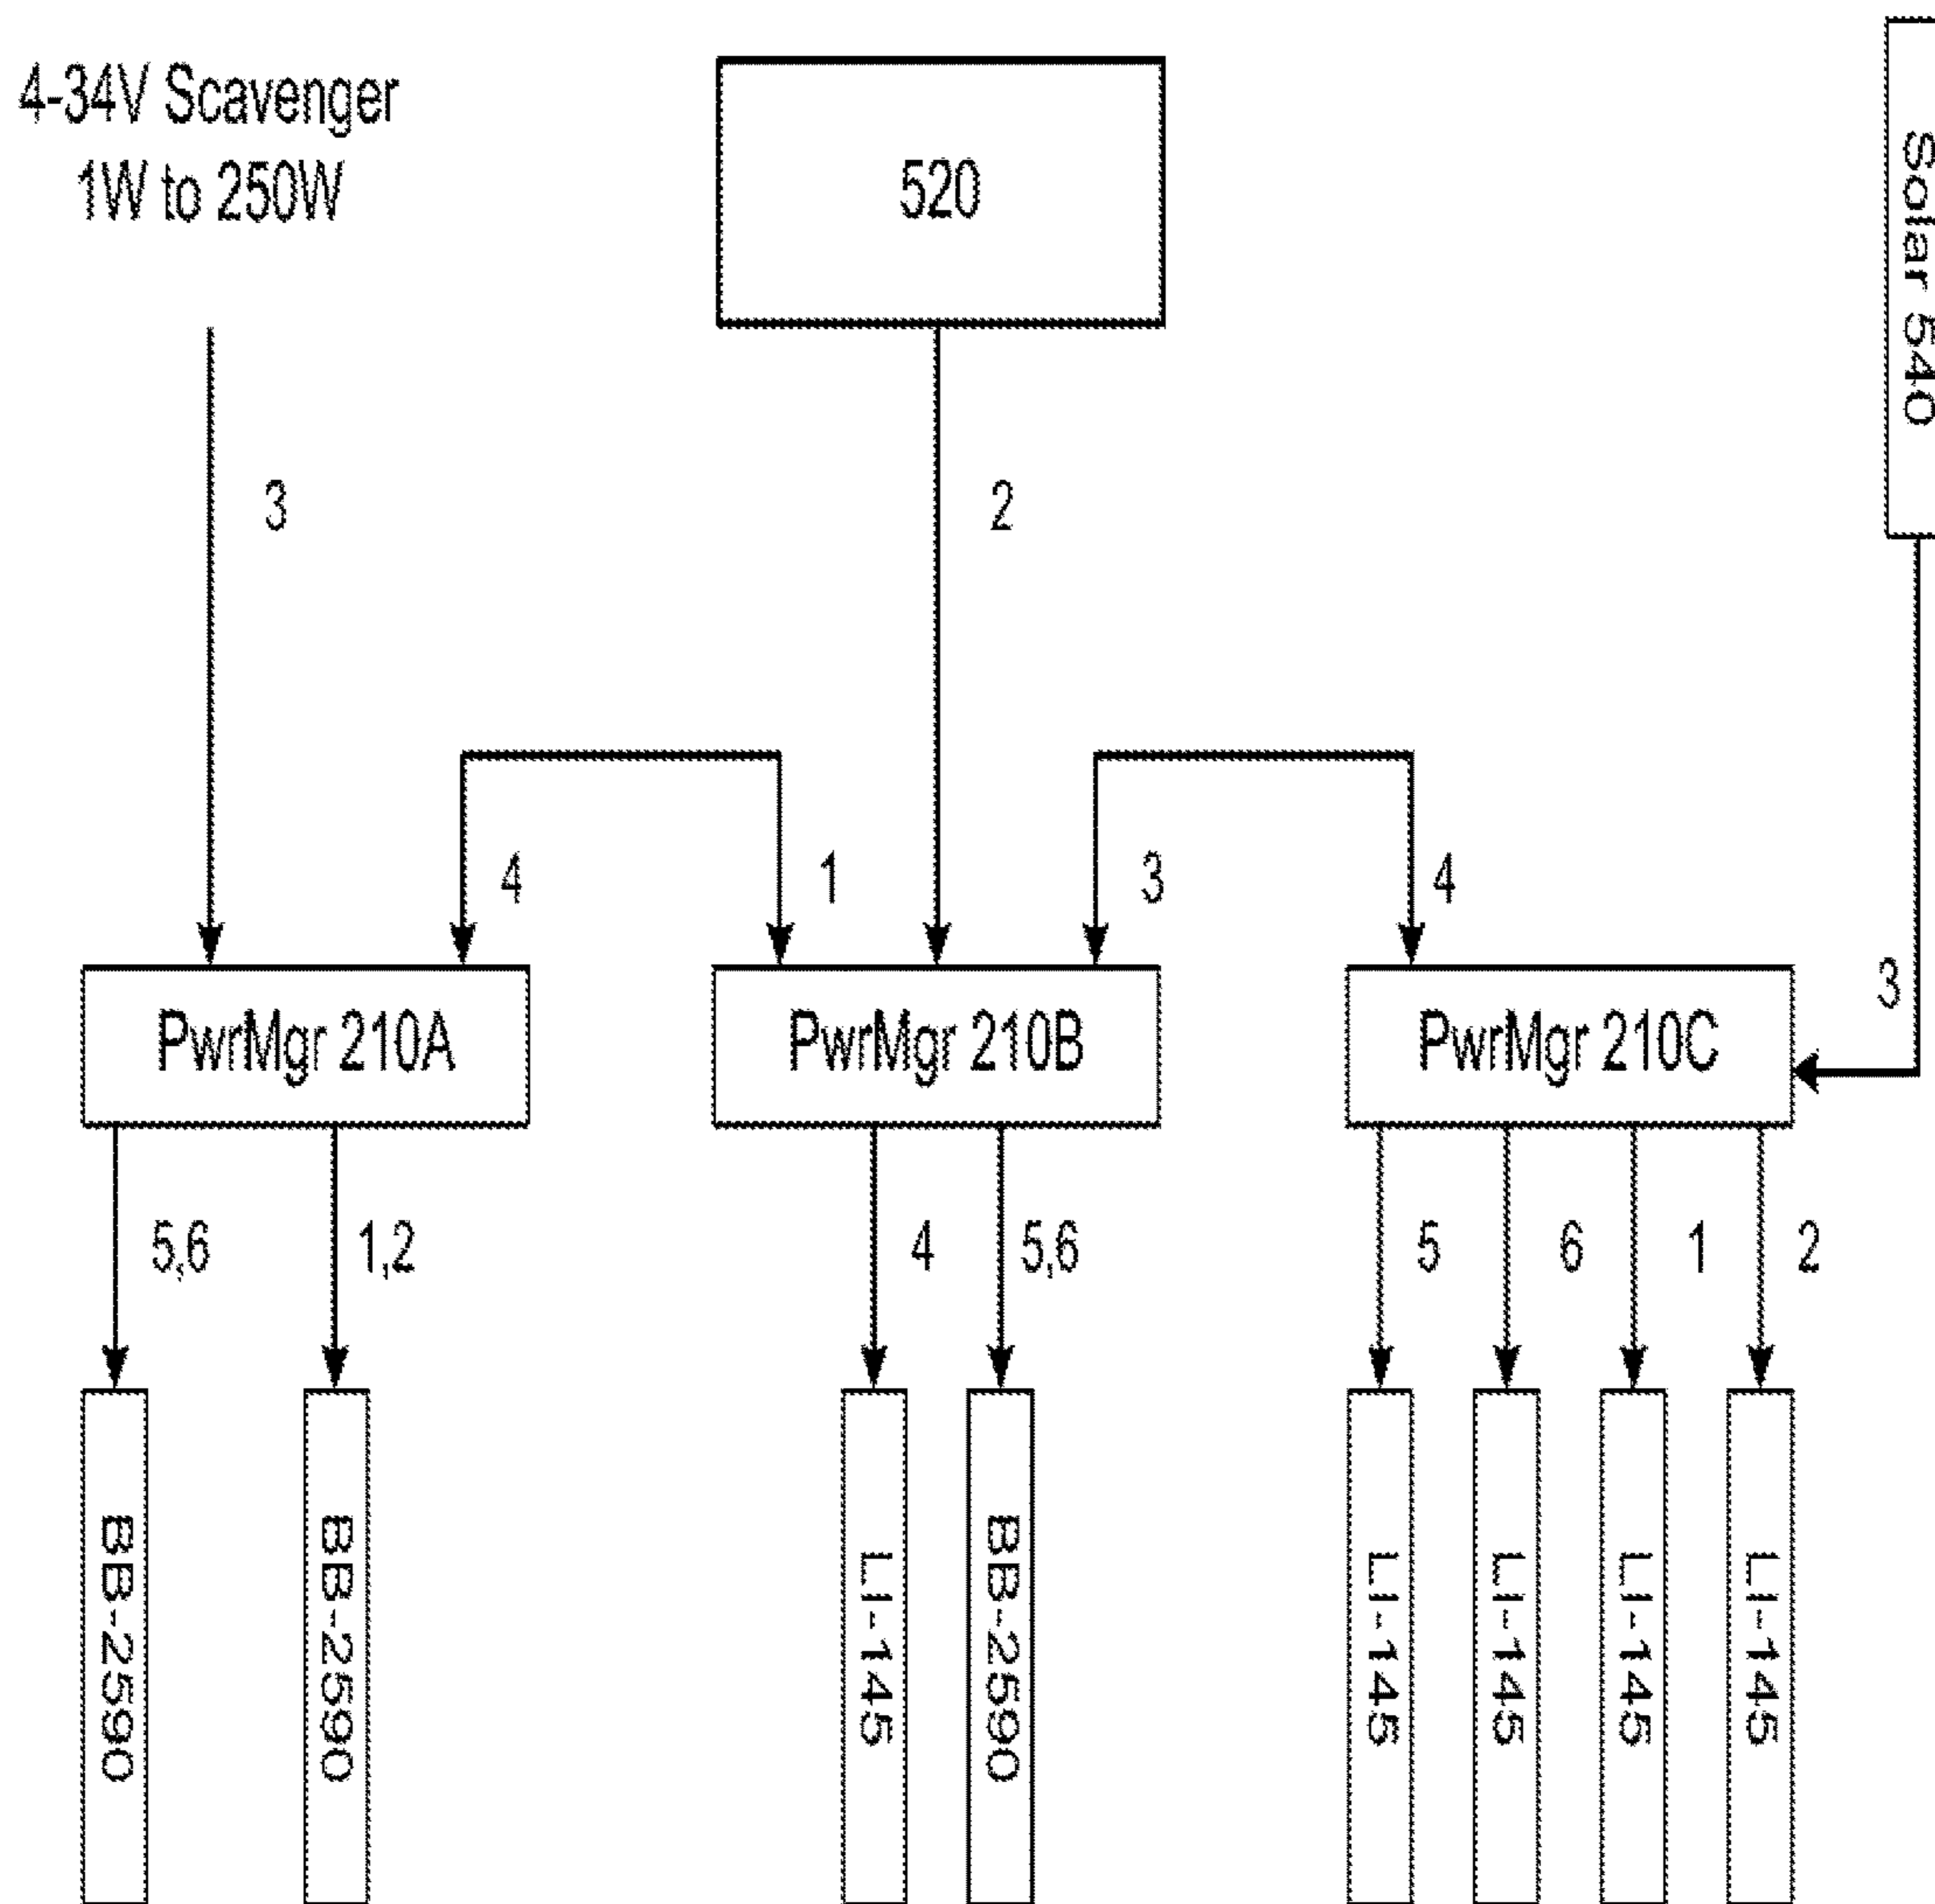 4-34V Scavenger
1W to 250W
520
Solar 540
3
2
4
1
3
4
3
PwrMgr 210A
PwrMgr 210B
PwrMgr 210C
5,6
1,2
4
5,6
5
6
1
2
BB-2590
BB-2590
LI-145
BB-2590
LI-145
LI-145
LI-145
LI-145